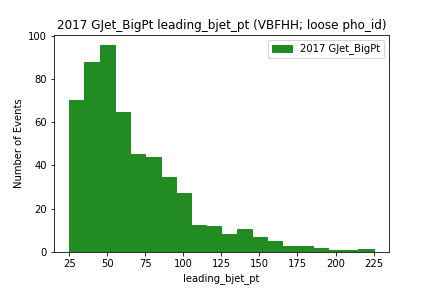 2017 GJet_BigPt leading_bjet_pt (VBFHH; loose pho_id)
2017 GJet_BigPt
Number of Events
100
80
60
40
20
0
25 50 75 100 125 150 175 200 225
leading_bjet_pt